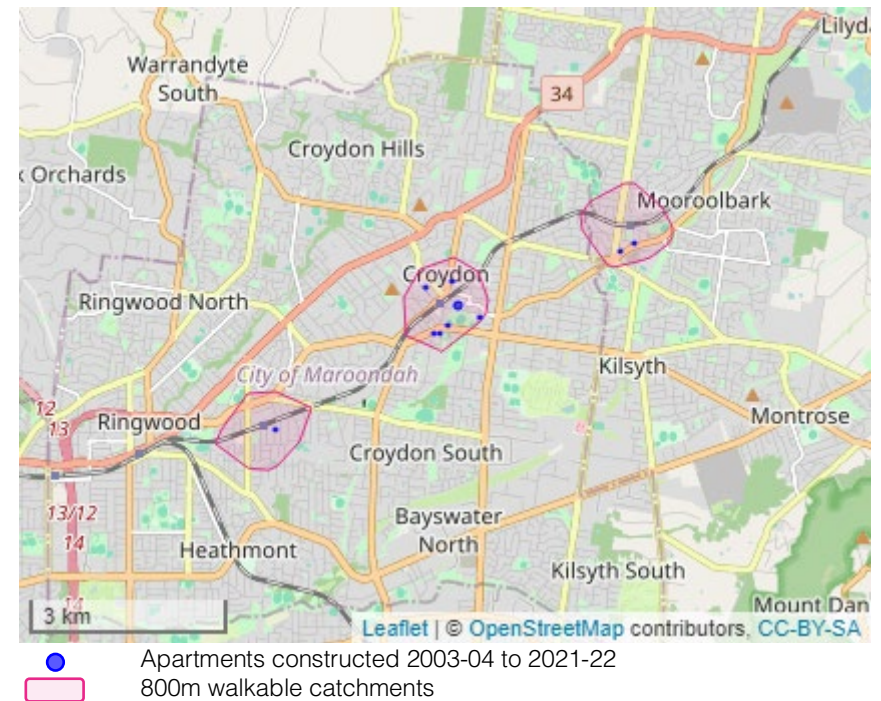 Lilyd
Warrandyte
South
34
Croydon Hills
k Orchards
Mooroolbark
Croydon
Ringwood North
City of Maroondah
Kilsyth
12
13
Ringwood
Montrose
Croydon South
13/12
14
Bayswater
North
Heathmont
Kilsyth South
14
Mount Dan
3 km
Leaflet | © OpenStreetMap contributors, CC-BY-SA
Apartments constructed 2003-04 to 2021-22
800m walkable catchments